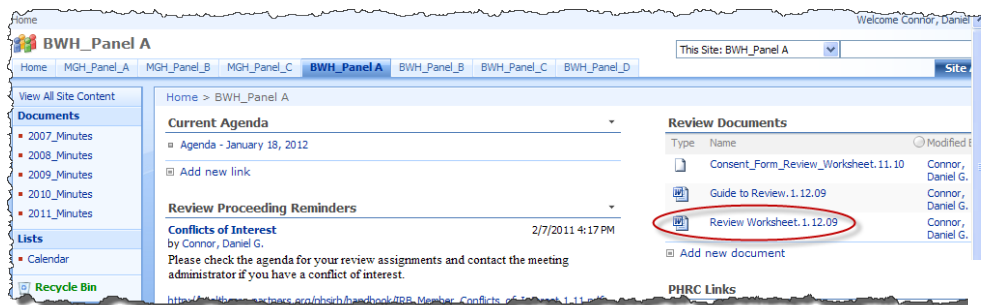 Home
Welcome Connor, Daniel
BWH_Panel A
This Site: BWH_Panel A
Home MGH_Panel_A MGH_Panel_B MGH_Panel_C BWH_Panel A BWH_Panel_B BWH_Panel_C BWH_Panel_D
Site
View All Site Content
Documents
2007_Minutes
2008_Minutes
2009_Minutes
2010_Minutes
2011_Minutes
Lists
Calendar
Recycle Bin
Home > BWH_Panel A
Current Agenda
Agenda - January 18, 2012
Add new link
Review Proceeding Reminders
Conflicts of Interest 2/7/2011 4:17 PM
by Connor, Daniel G.
Please check the agenda for your review assignments and contact the meeting
administrator if you have a conflict of interest.
Review Documents
Type Name Modified
Consent_Form_Review_Worksheet.11.10 Connor,
Daniel G.
Guide to Review.1.12.09 Connor,
Daniel G.
Review Worksheet.1.12.09 Connor,
Daniel G.
Add new document
PHRC Links